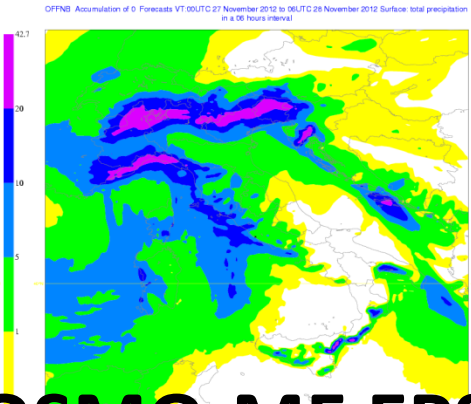 OFFNB Accumulation of 0 Forecasts VT:00UTC 27 November 2012 to 06UTC 28 November 2012 Surface: total precipitation
in a 06 hours interval
42.7
20
10
5
1